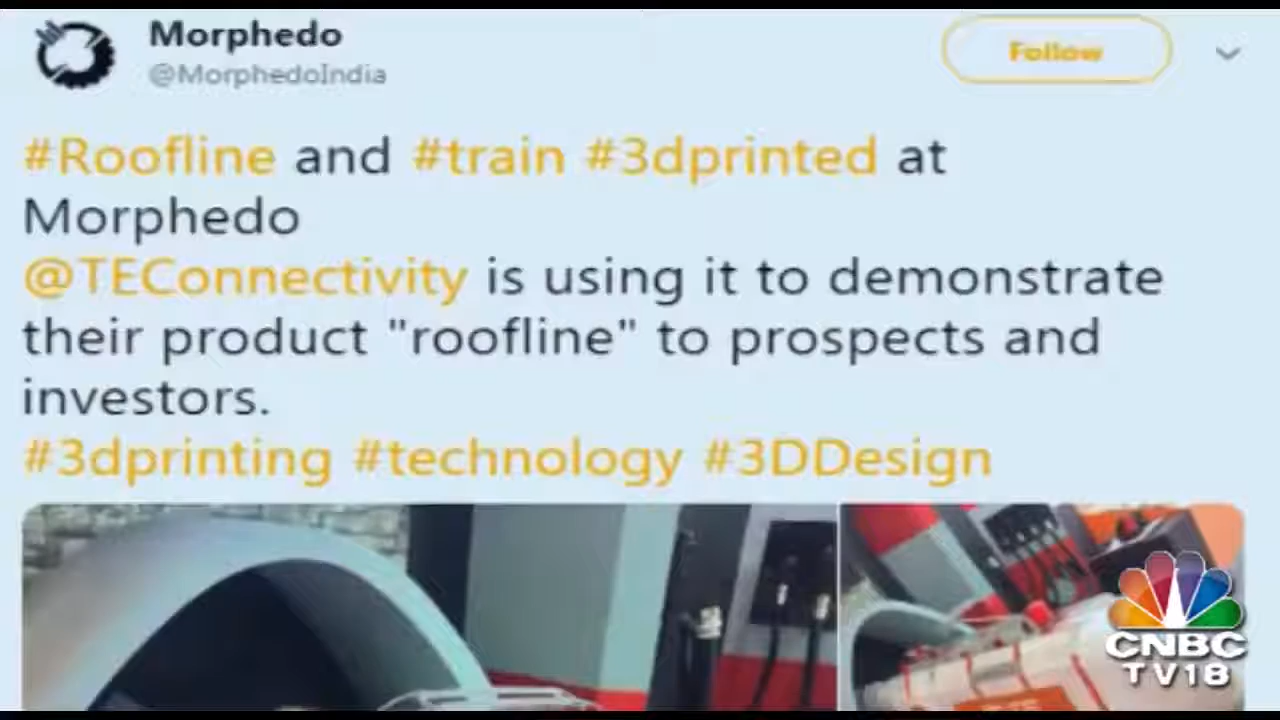 Morphedo
@MorphedoIndia
Follow
#Roofline and #train #3dprinted at
Morphedo
@TEConnectivity is using it to demonstrate
their product "roofline" to prospects and
investors.
#3dprinting #technology #3DDesign
CNBC
TV18